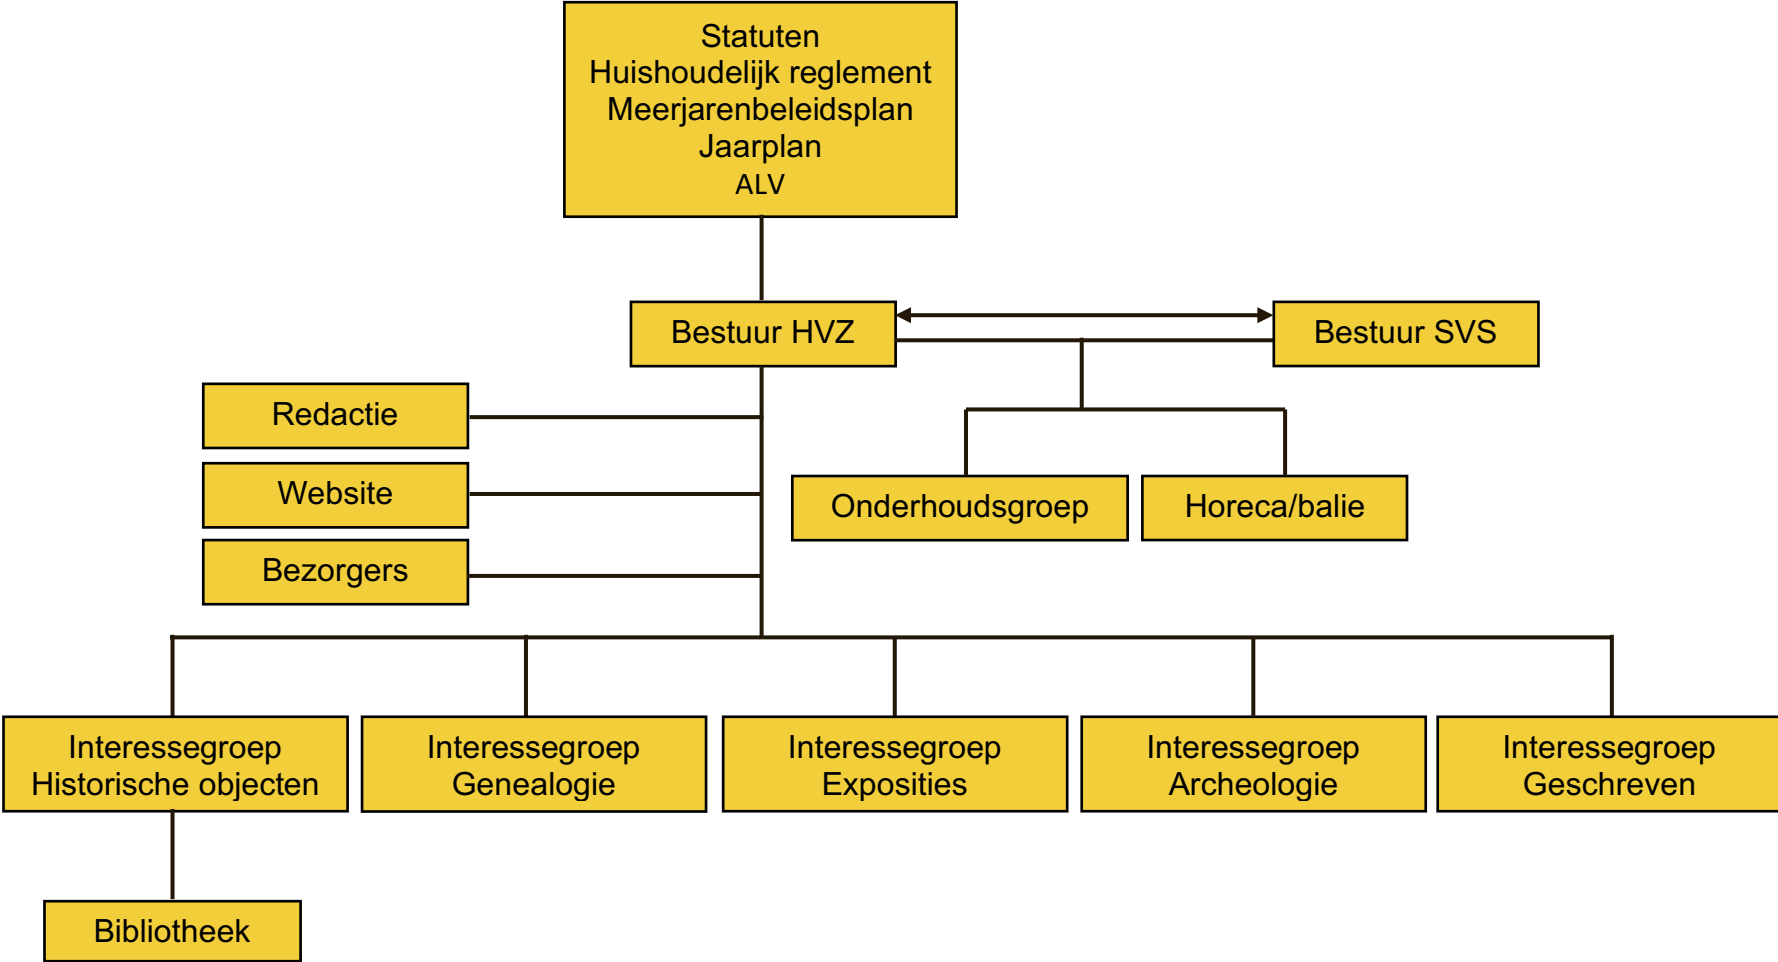 Statuten
Huishoudelijk reglement
Meerjarenbeleidsplan
Jaarplan
ALV
Bestuur HVZ
Bestuur SVS
Redactie
Website
Bezorgers
Onderhoudsgroep
Horeca/balie
Interessegroep
Historische objecten
Interessegroep
Genealogie
Interessegroep
Exposities
Interessegroep
Archeologie
Interessegroep
Geschreven
Bibliotheek